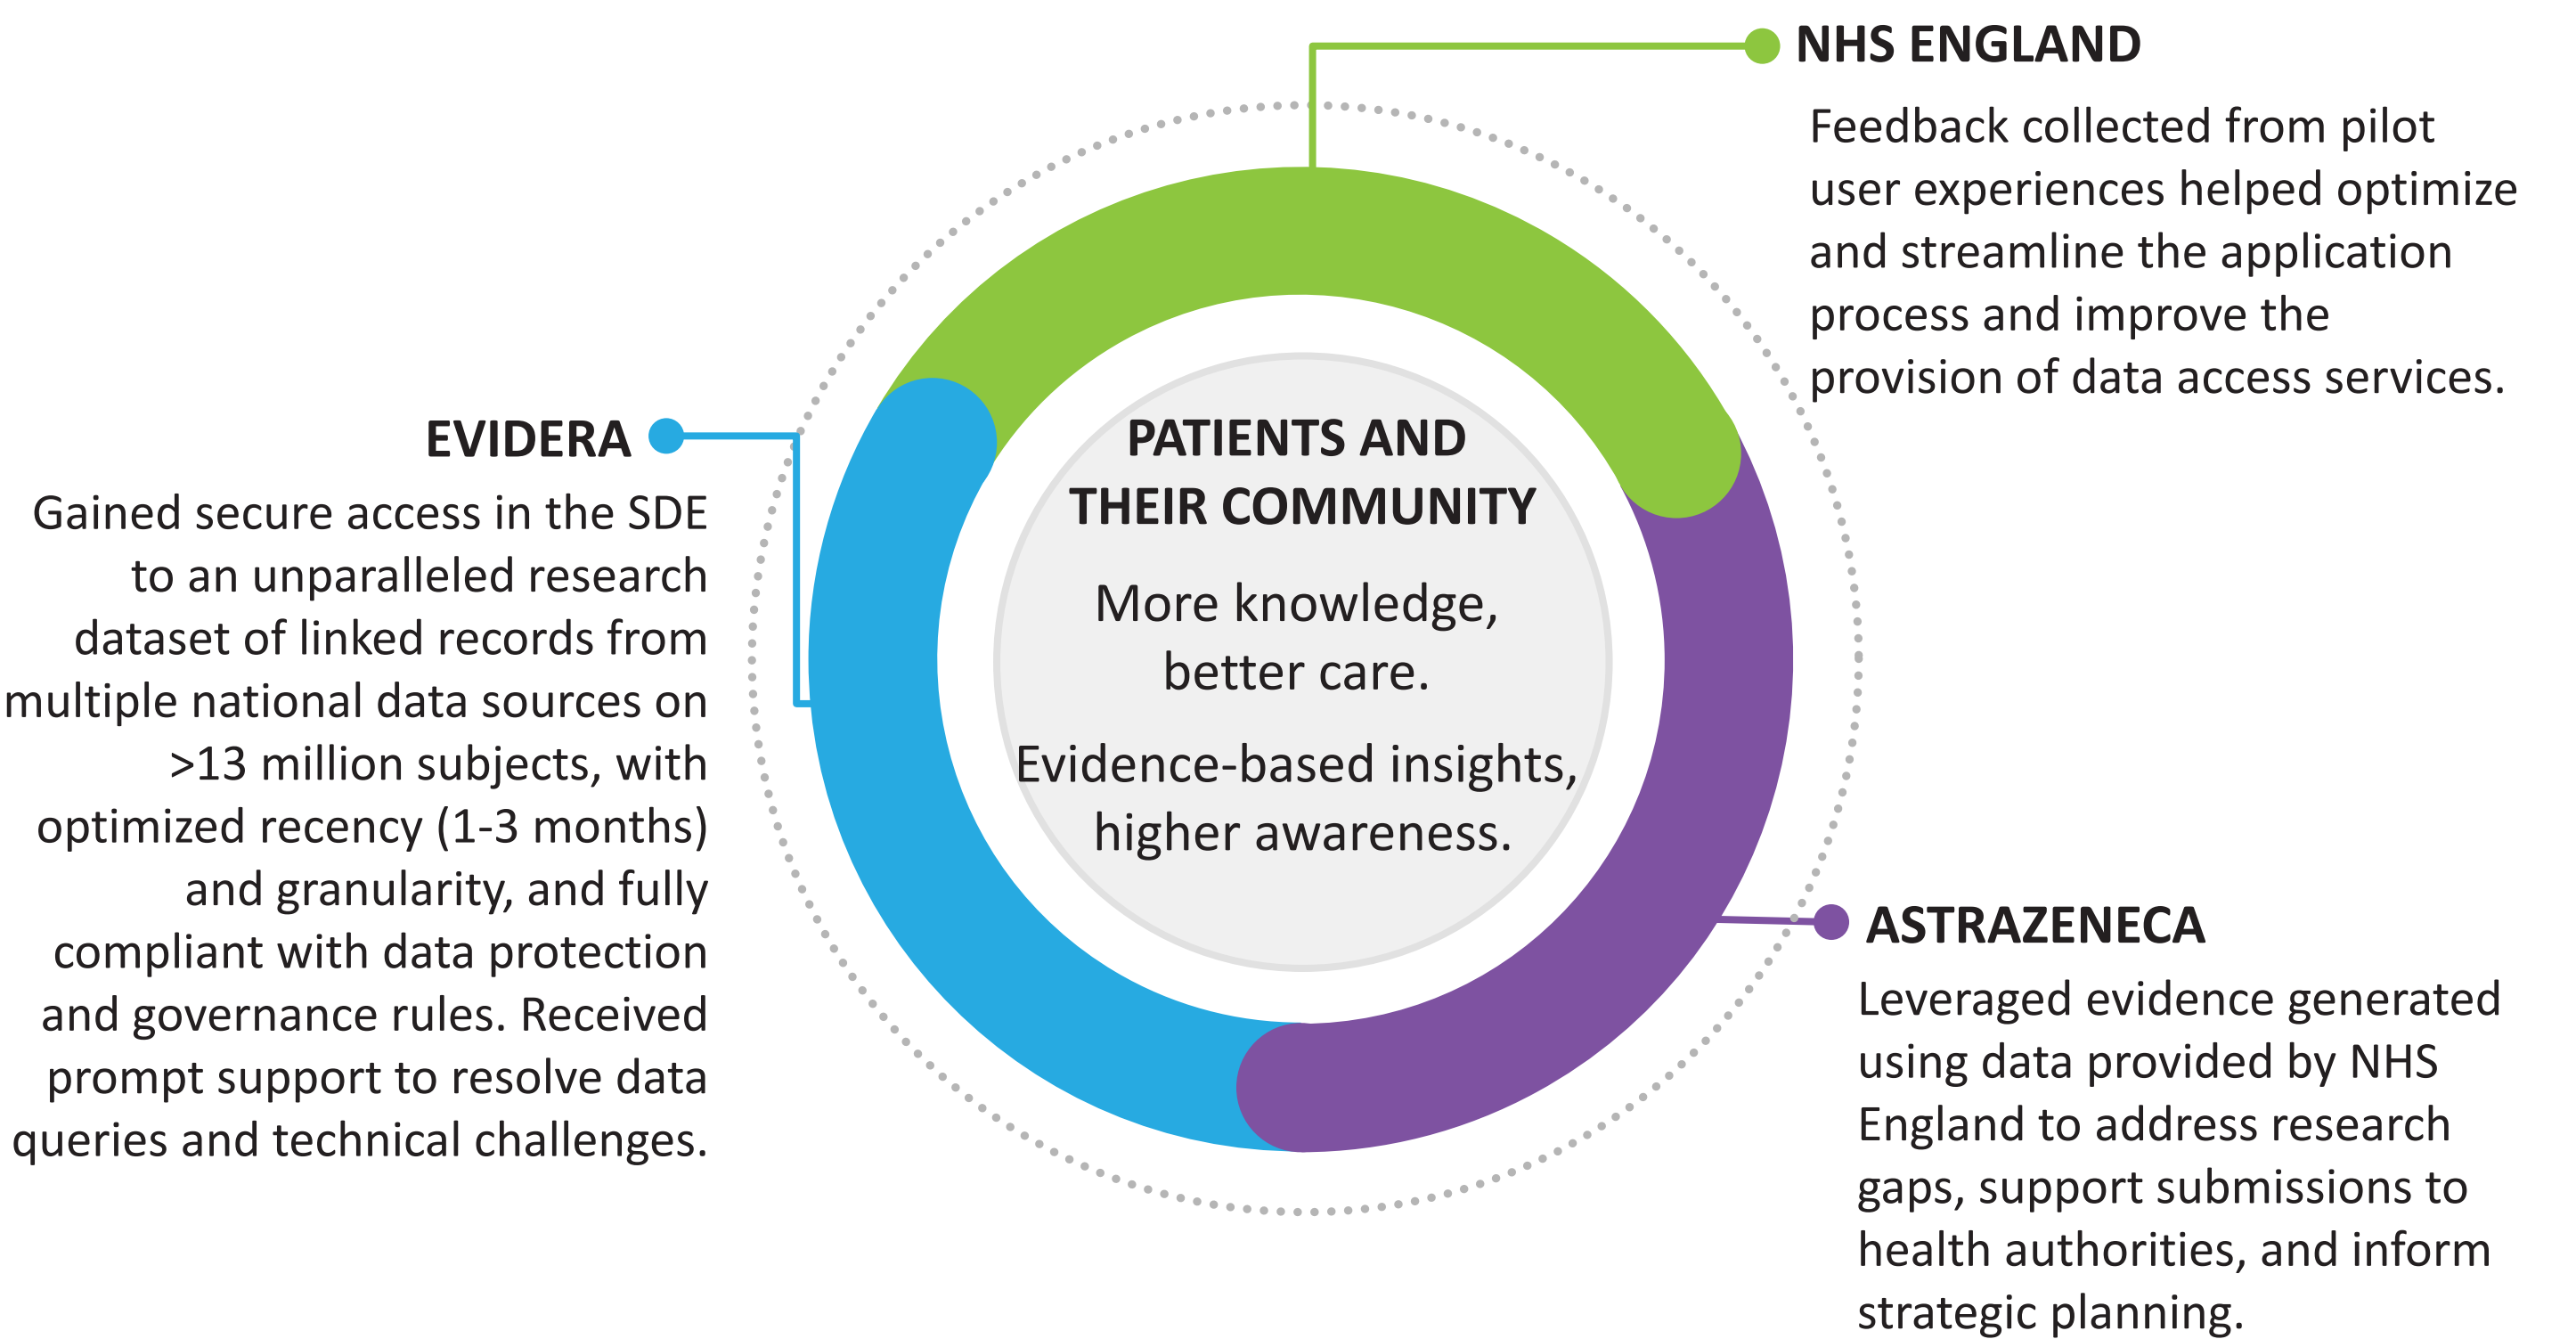 NHS ENGLAND
Feedback collected from pilot
user experiences helped optimize
and streamline the application
process and improve the
provision of data access services.
EVIDERA
Gained secure access in the SDE
to an unparalleled research
dataset of linked records from
multiple national data sources on
>13 million subjects, with
optimized recency (1-3 months)
and granularity, and fully
compliant with data protection
and governance rules. Received
prompt support to resolve data
queries and technical challenges.
PATIENTS AND
THEIR COMMUNITY
More knowledge,
better care.
Evidence-based insights,
higher awareness.
ASTRAZENECA
Leveraged evidence generated
using data provided by NHS
England to address research
gaps, support submissions to
health authorities, and inform
strategic planning.